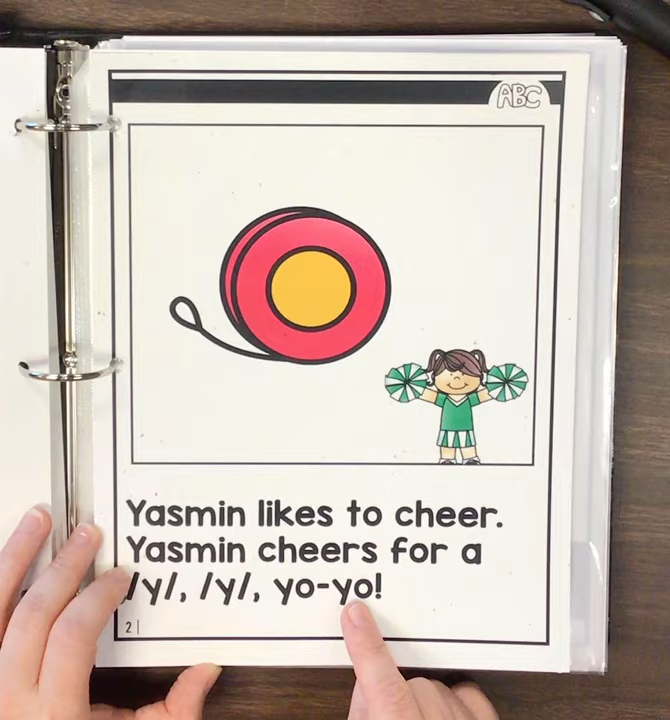 ABC
Yasmin likes to cheer.
Yasmin cheers for a
/y/, /y/, yo-yo!
2|